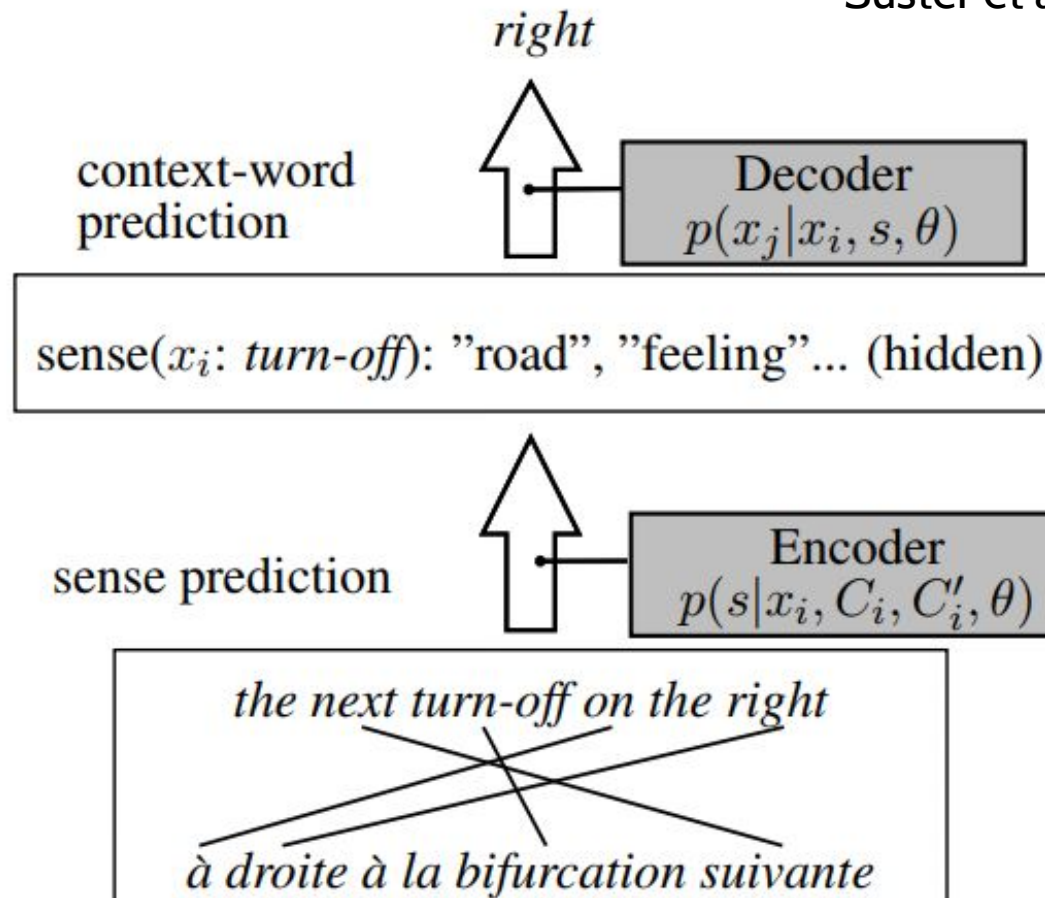 right
context-word
prediction
Decoder
p(x_j|x_i, s, θ)
sense(x_i: turn-off): ”road”, ”feeling”... (hidden)
sense prediction
Encoder
p(s|x_i, C_i, C'_i, θ)
the next turn-off on the right
à droite à la bifurcation suivante